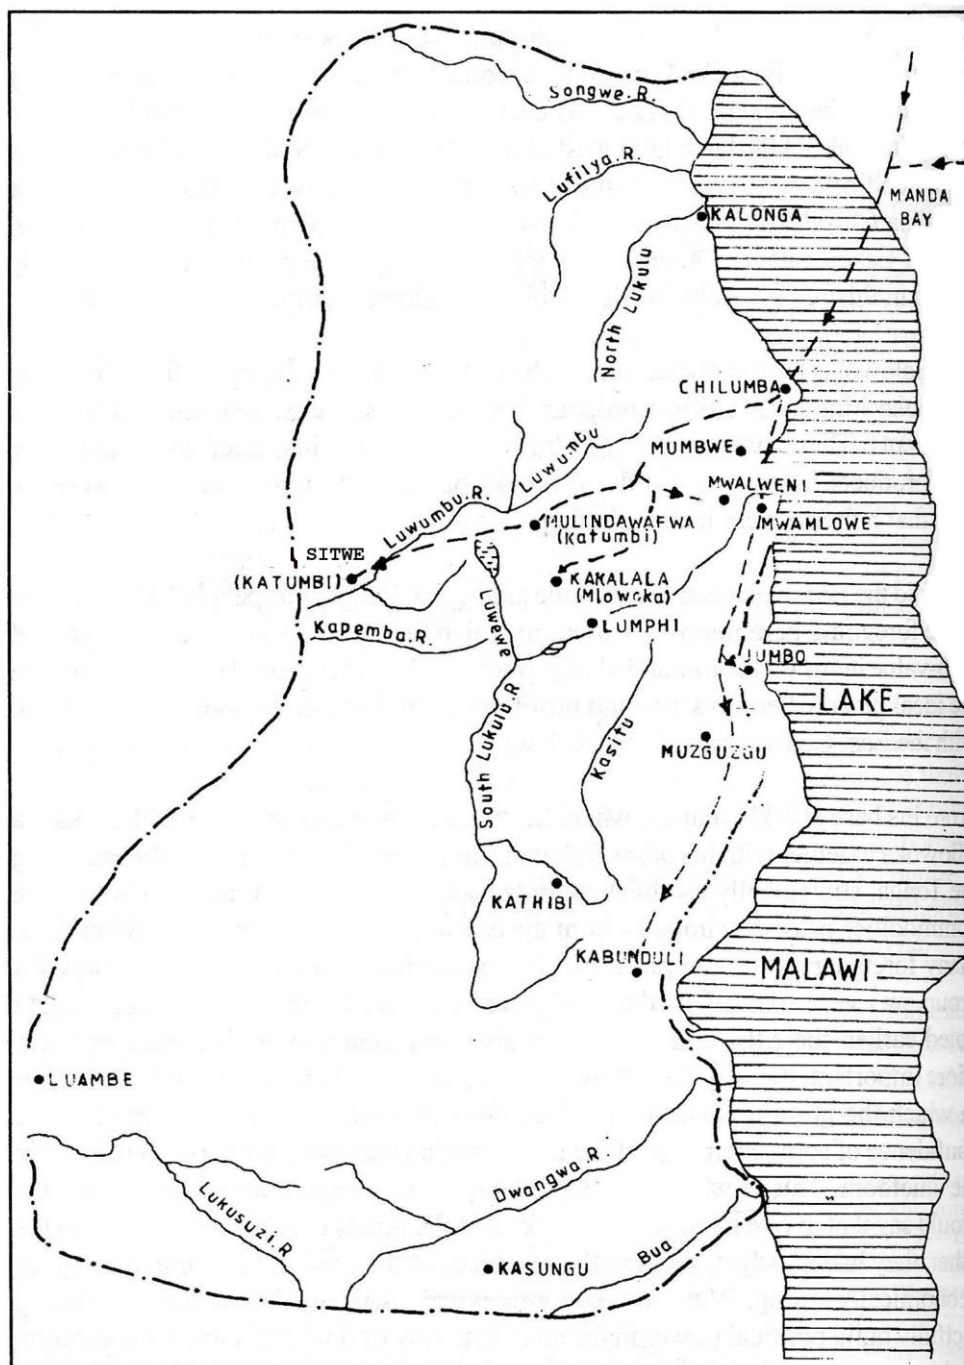 Songwe.R.
Lufilya.R.
MANDA
BAY
KALONGA
North Lukulu
CHILUMBA
MUMBWE
Luwumbu
MWALWENI
Luwumbu.R.
MWAMLOWE
MULINDAWAFWA
(Katumbi)
SITWE
(KATUMBI)
KAKALALA
(Mlowoka)
Luwewe
LUMPHI
Kapemba.R.
JUMBO
LAKE
South Lukulu.R
Kasitu
MUZGUZGU
KATHIBI
KABUNDULI
MALAWI
LUAMBE
Dwangwa.R.
Lukusuzi.R
Bua
KASUNGU